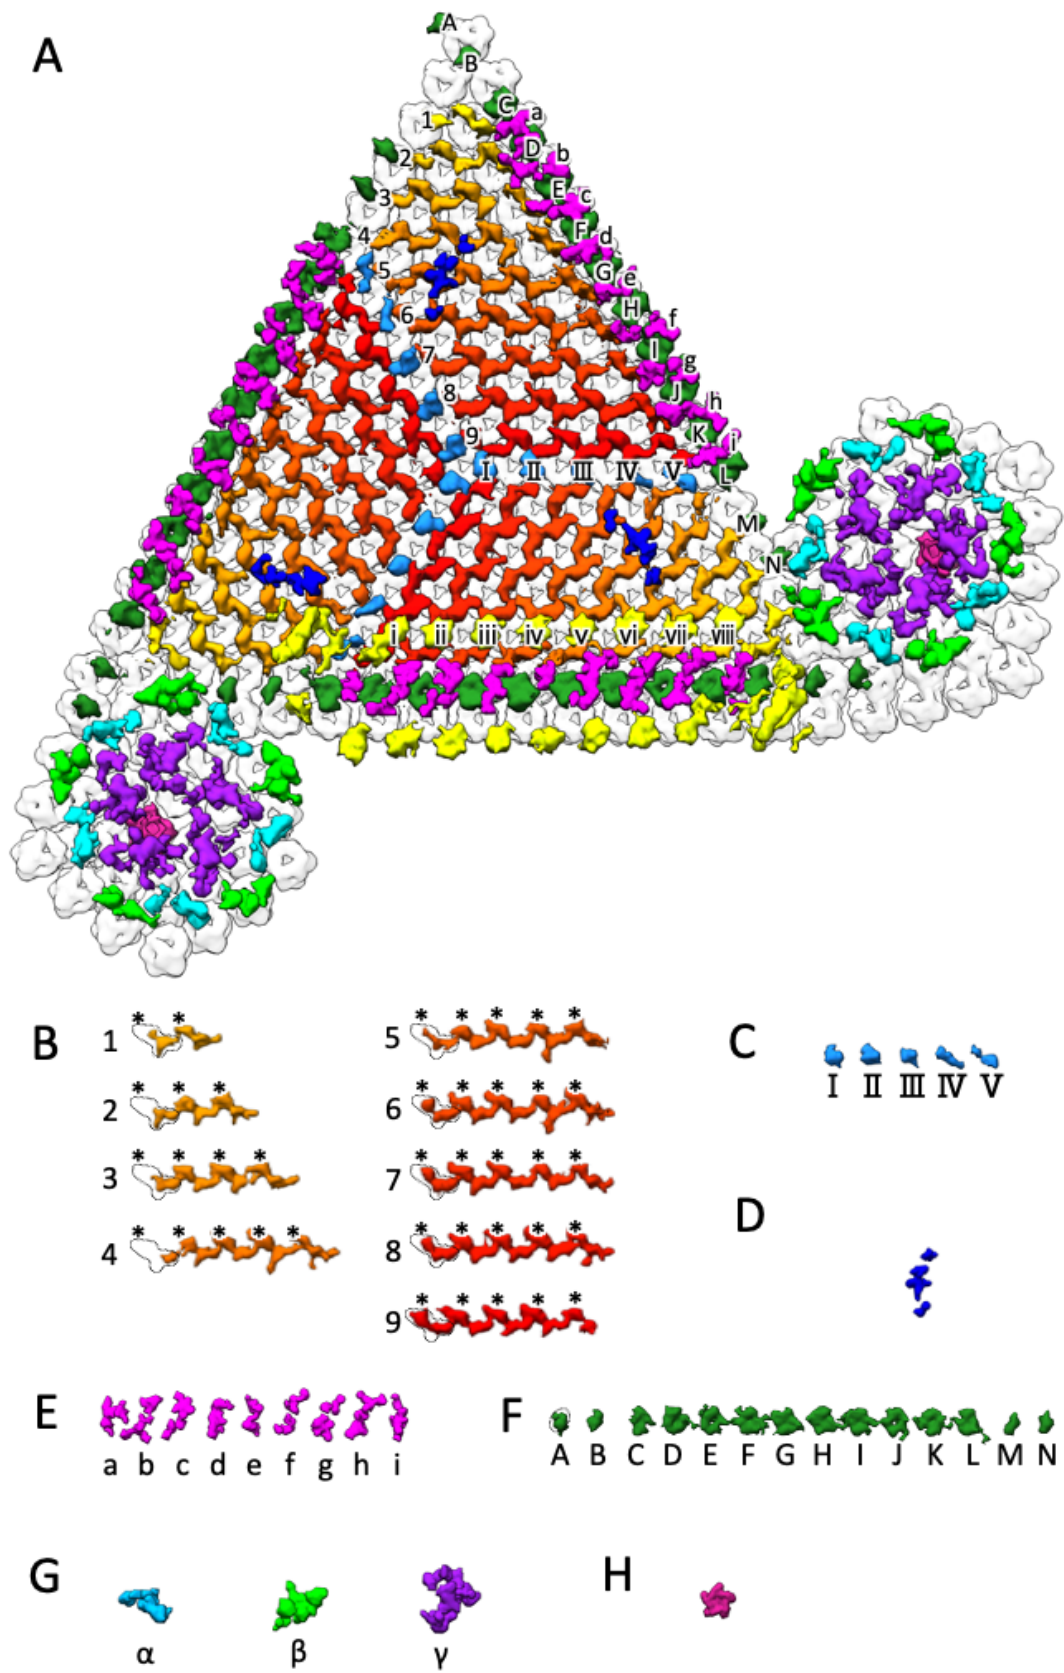 A
A
B
C
a
1
D
b
2
E
c
3
F
d
4
G
e
5
H
f
6
I
g
7
J
h
8
K
i
9
I II III IV V
L
M
N
i ii iii iv v vi vii viii
B
* *
1
* * *
2
* * * *
3
* * * * *
4
* * * * *
5
* * * * *
6
* * * * *
7
* * * * *
8
* * * * *
9
C
I II III IV V
D
E
a b c d e f g h i
F
A B C D E F G H I J K L M N
G
α β γ
H